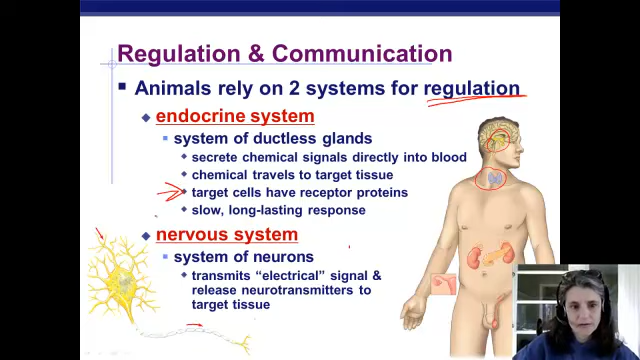 Regulation & Communication
Animals rely on 2 systems for regulation
endocrine system
system of ductless glands
secrete chemical signals directly into blood
chemical travels to target tissue
target cells have receptor proteins
slow, long-lasting response
nervous system
system of neurons
transmits “electrical” signal &
release neurotransmitters to
target tissue